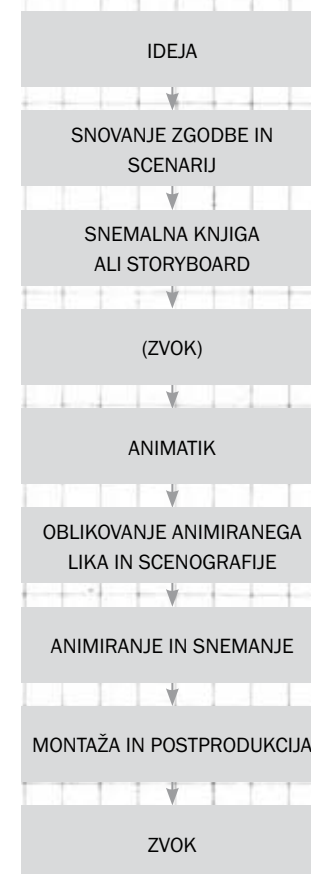 IDEJA
SNOVANJE ZGODBE IN
SCENARIJ
SNEMALNA KNJIGA
ALI STORYBOARD
(ZVOK)
ANIMATIK
OBLIKOVANJE ANIMIRANEGA
LIKA IN SCENOGRAFIJE
ANIMIRANJE IN SNEMANJE
MONTAŽA IN POSTPRODUKCIJA
ZVOK